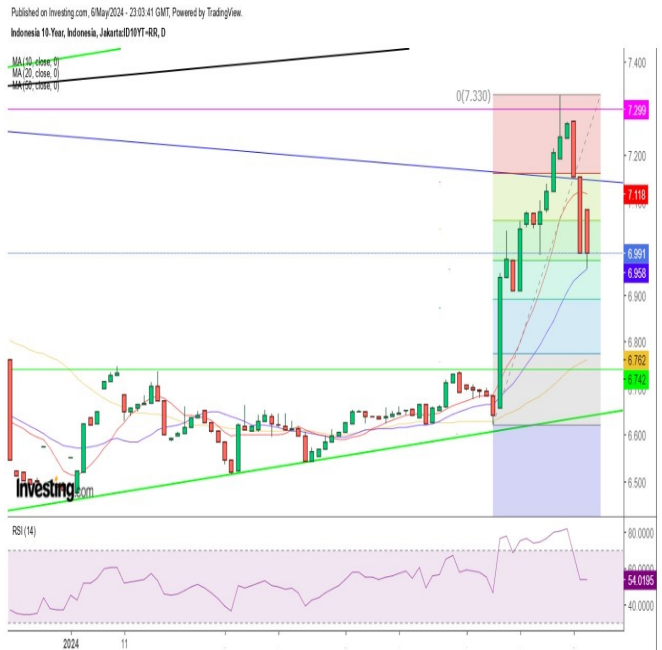 Published on Investing.com, 6/May/2024 - 23:03:41 GMT, Powered by TradingView.
Indonesia 10-Year, Indonesia, Jakarta:ID10YT=RR, D
MA (10, close, 0)
MA (20, close, 0)
MA (50, close, 0)
7.400
0(7.330)
7.299
7.200
7.118
6.991
6.958
6.900
6.800
6.762
6.742
6.600
6.500
Investing.com
RSI (14)
80.0000
60.0000
54.0195
40.0000
2024
11